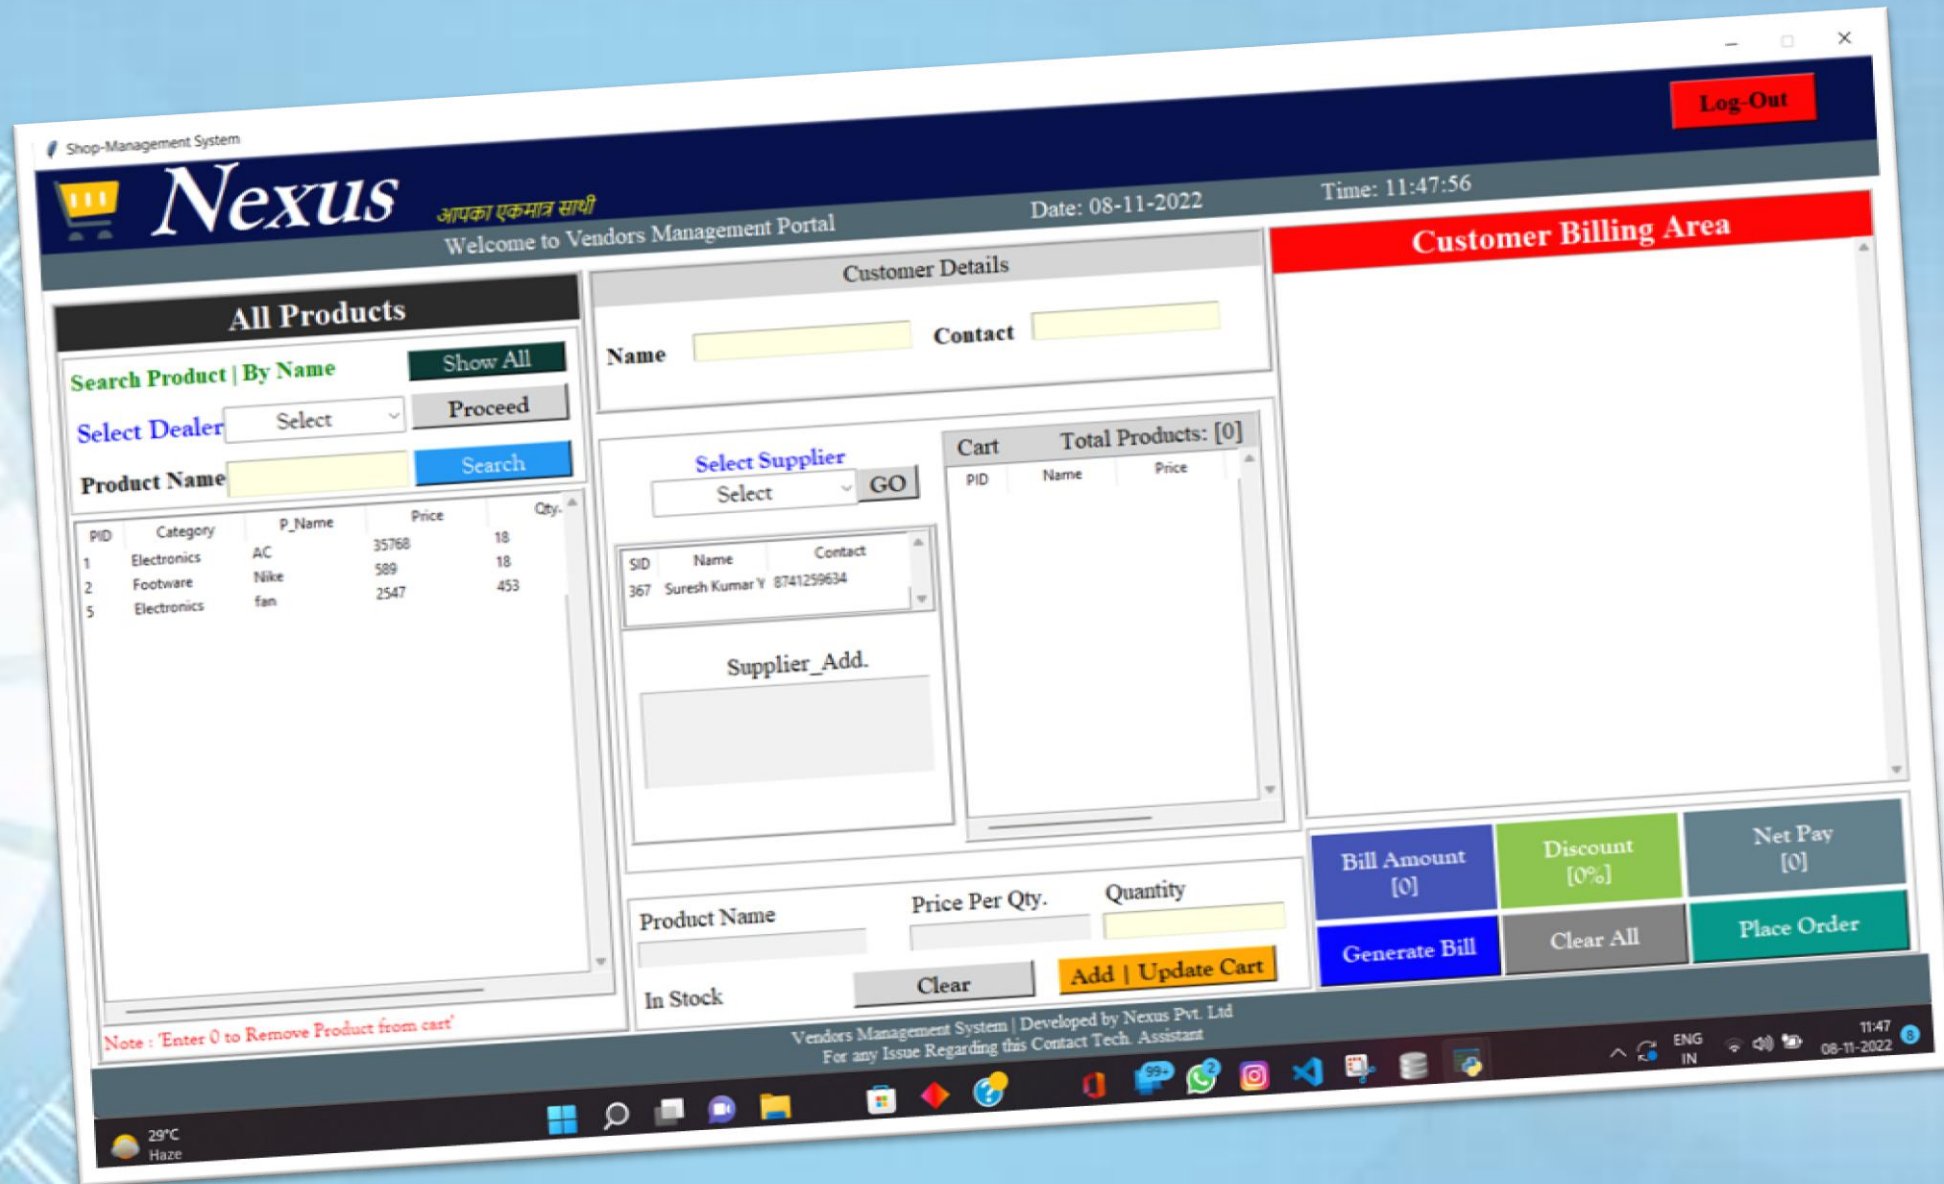 Shop-Management System
Log-Out
Nexus
आपका एकमात्र साथी
Welcome to Vendors Management Portal
Date: 08-11-2022
Time: 11:47:56
All Products
Search Product | By Name
Show All
Select Dealer
Select
Proceed
Product Name
Search
PID Category P_Name Price Qty.
1 Electronics AC 35768 18
2 Footware Nike 589 18
5 Electronics fan 2547 453
Note : 'Enter 0 to Remove Product from cart'
Customer Details
Name
Contact
Select Supplier
Select
GO
SID Name Contact
367 Suresh Kumar Y 8741259634
Supplier_Add.
Cart Total Products: [0]
PID Name Price
Product Name
Price Per Qty.
Quantity
In Stock
Clear
Add | Update Cart
Customer Billing Area
Bill Amount
[0]
Discount
[0%]
Net Pay
[0]
Generate Bill
Clear All
Place Order
Vendors Management System | Developed by Nexus Pvt. Ltd
For any Issue Regarding this Contact Tech. Assistant
29°C
Haze
99+
2
ENG
IN
11:47
08-11-2022
8